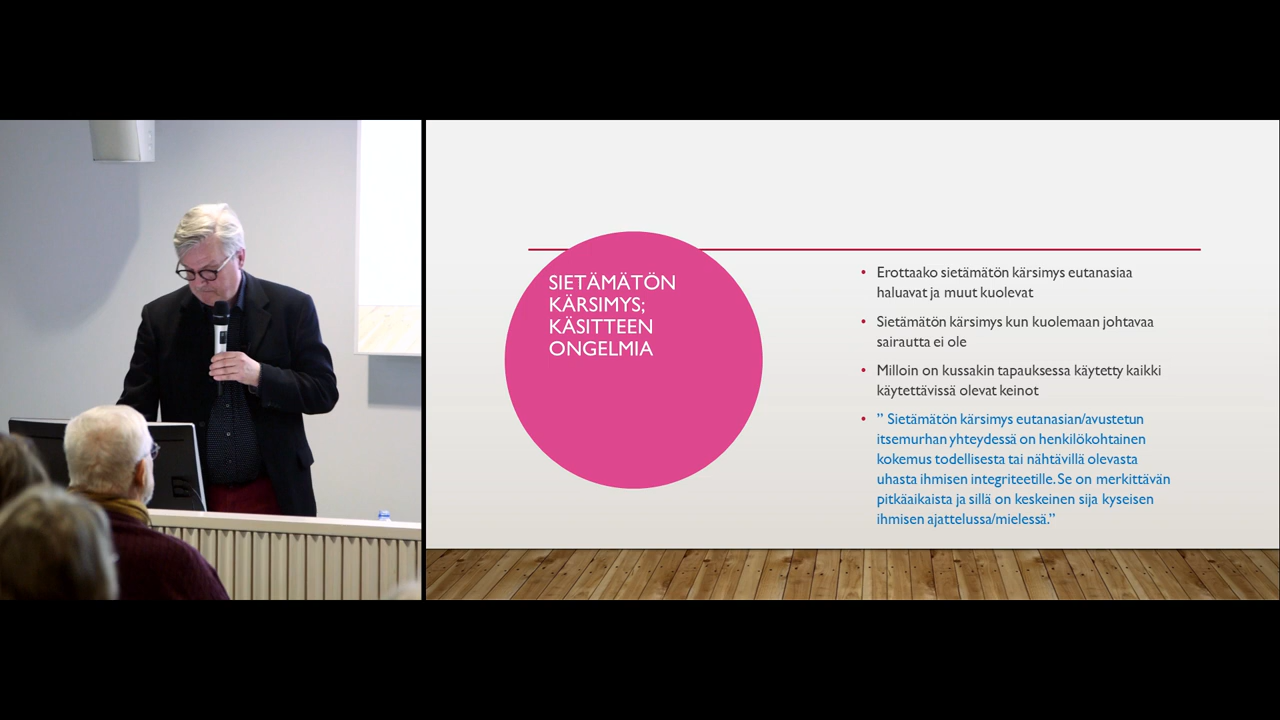 SIETÄMÄTÖN
KÄRSIMYS;
KÄSITTEEN
ONGELMIA
• Erottaako sietämätön kärsimys eutanasiaa
haluavat ja muut kuolevat
• Sietämätön kärsimys kun kuolemaan johtavaa
sairautta ei ole
• Milloin on kussakin tapauksessa käytetty kaikki
käytettävissä olevat keinot
• ” Sietämätön kärsimys eutanasian/avustetun
itsemurhan yhteydessä on henkilökohtainen
kokemus todellisesta tai nähtävillä olevasta
uhasta ihmisen integriteetille. Se on merkittävän
pitkäaikaista ja sillä on keskeinen sija kyseisen
ihmisen ajattelussa/mielessä.”